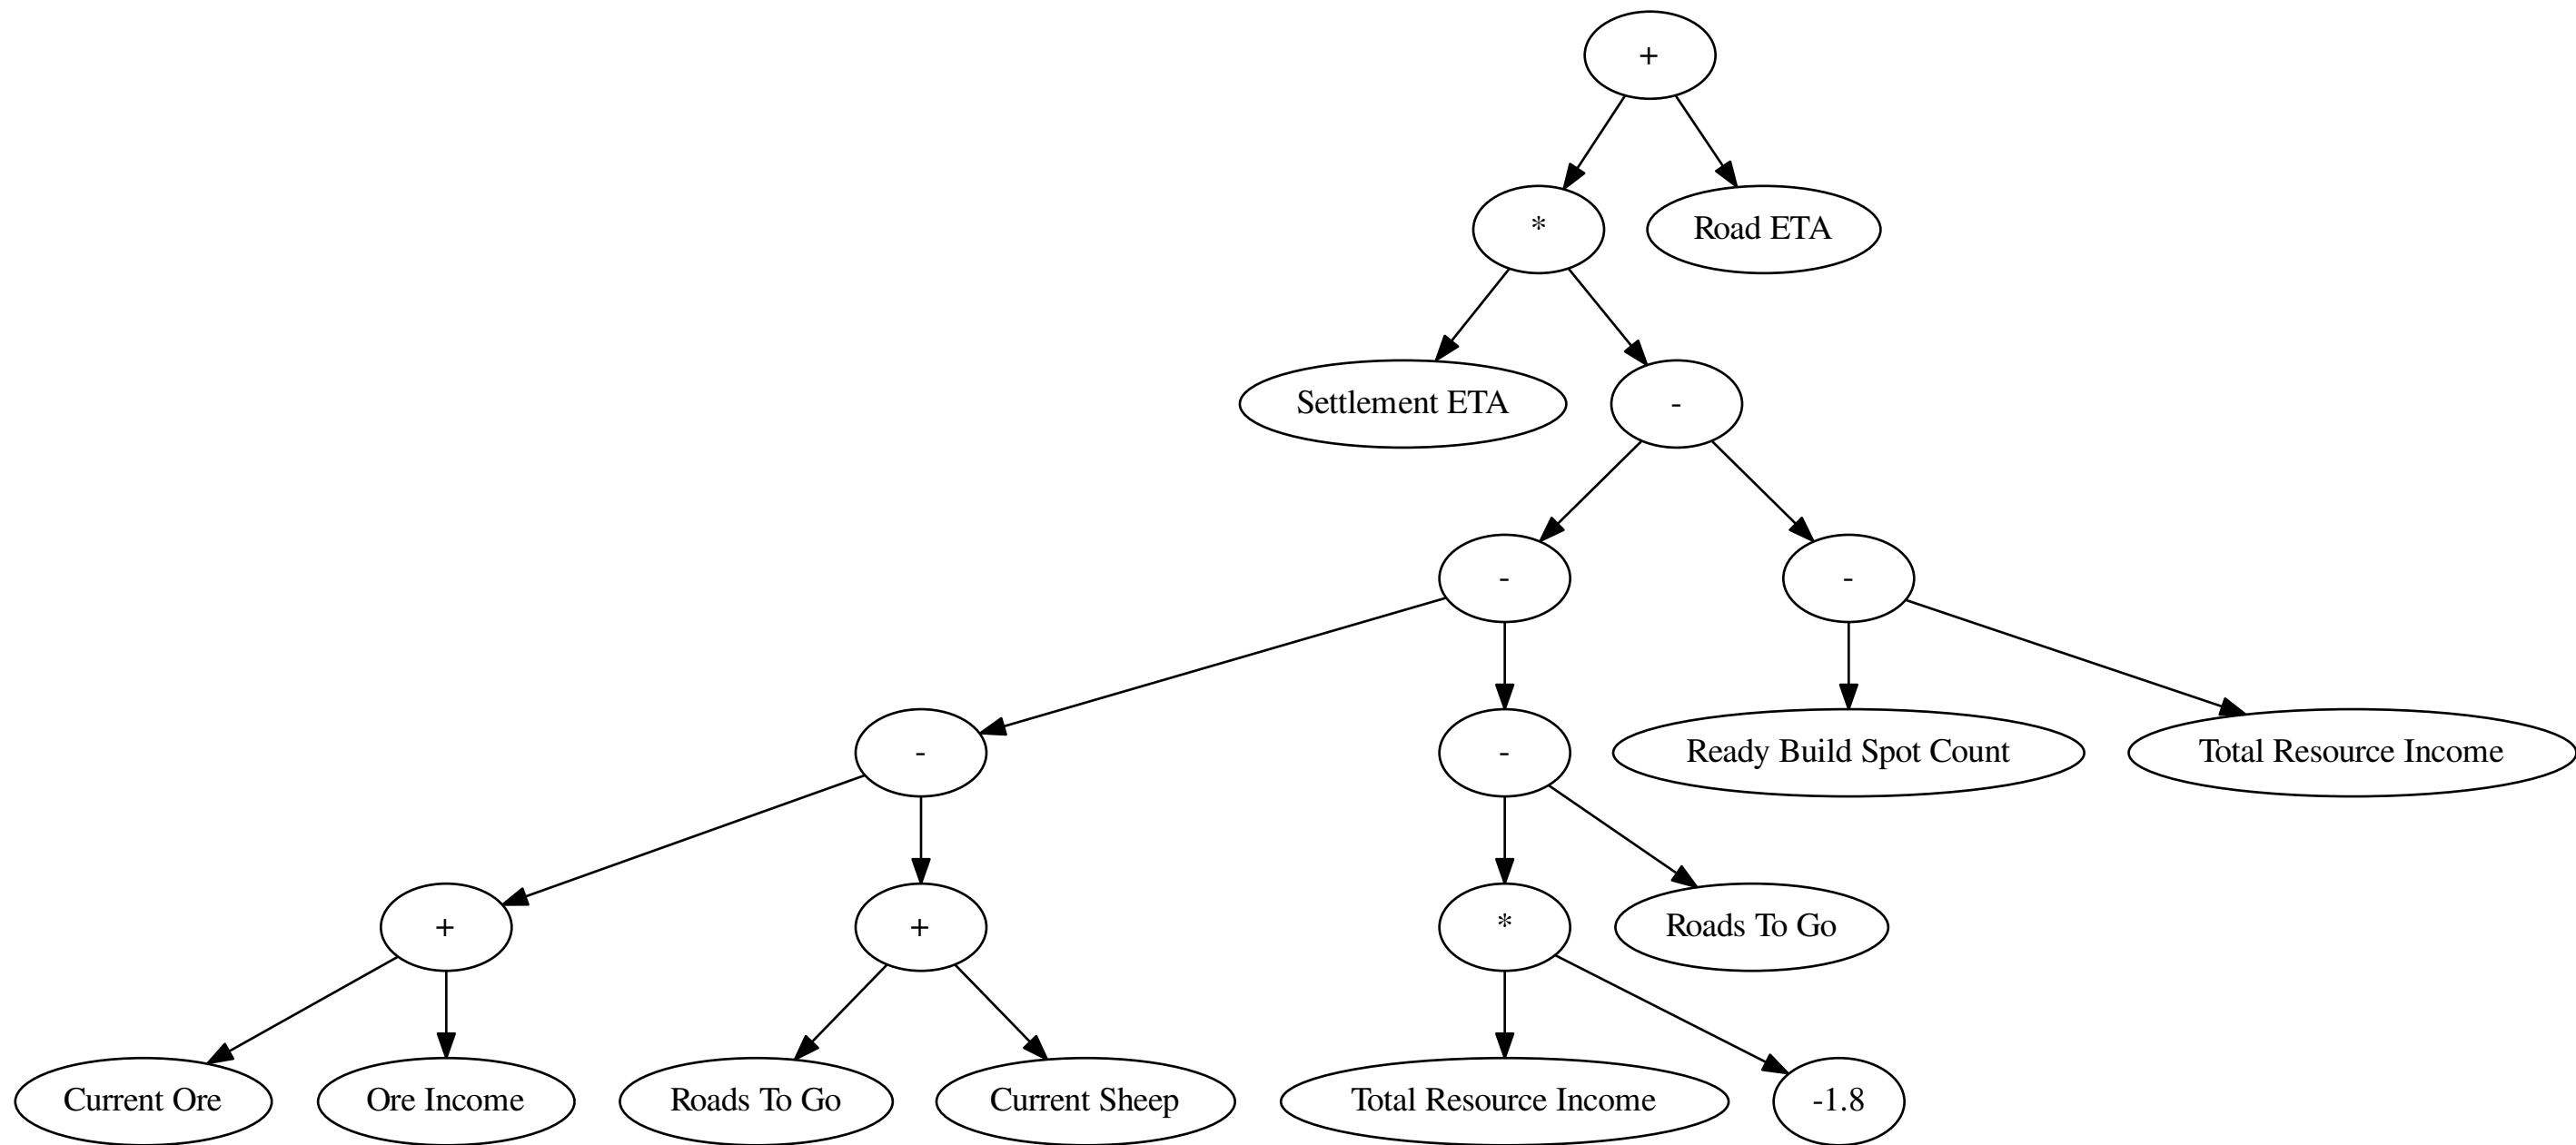 +
*
Road ETA
Settlement ETA
-
-
-
-
-
Ready Build Spot Count
Total Resource Income
+
+
*
Roads To Go
Current Ore
Ore Income
Roads To Go
Current Sheep
Total Resource Income
-1.8